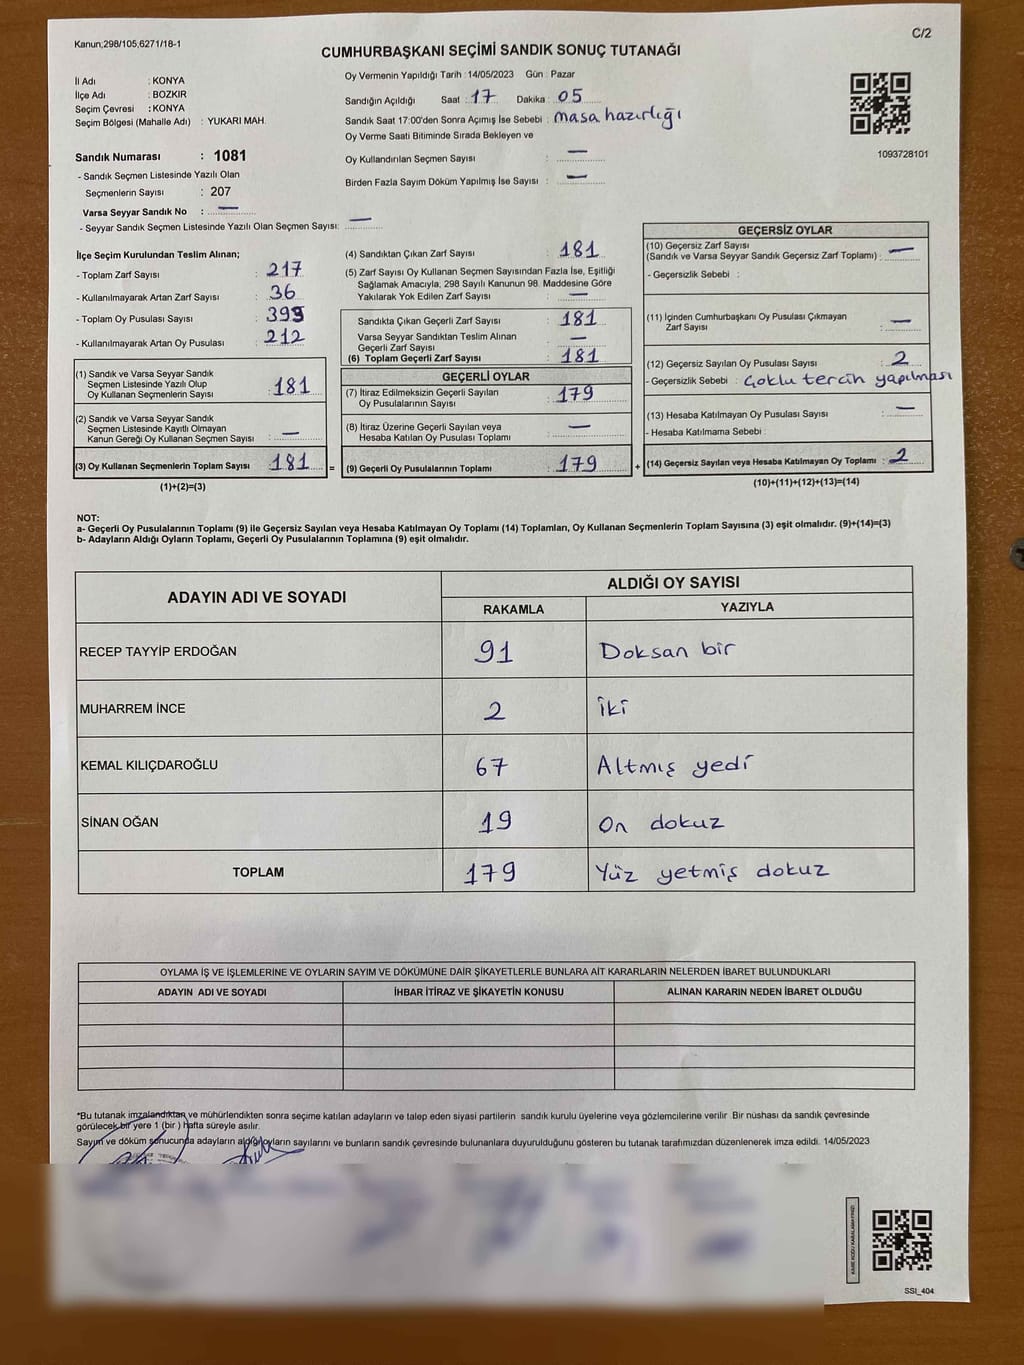 Kanun;298/105,6271/18-1
C/2
CUMHURBAŞKANI SEÇİMİ SANDIK SONUÇ TUTANAĞI
İl Adı : KONYA
İlçe Adı : BOZKIR
Seçim Çevresi : KONYA
Seçim Bölgesi (Mahalle Adı) : YUKARI MAH.
Sandık Numarası : 1081
- Sandık Seçmen Listesinde Yazılı Olan
Seçmenlerin Sayısı : 207
Varsa Seyyar Sandık No : —
- Seyyar Sandık Seçmen Listesinde Yazılı Olan Seçmen Sayısı: —
Oy Vermenin Yapıldığı Tarih : 14/05/2023 Gün : Pazar
Sandığın Açıldığı Saat : 17 Dakika : 05
Sandık Saat 17:00'den Sonra Açımış İse Sebebi : masa hazırlığı
Oy Verme Saati Bitiminde Sırada Bekleyen ve
Oy Kullandırılan Seçmen Sayısı : —
Birden Fazla Sayım Döküm Yapılmış İse Sayısı : —
1093728101
İlçe Seçim Kurulundan Teslim Alınan;
- Toplam Zarf Sayısı : 217
- Kullanılmayarak Artan Zarf Sayısı : 36
- Toplam Oy Pusulası Sayısı : 393
- Kullanılmayarak Artan Oy Pusulası : 212
(1) Sandık ve Varsa Seyyar Sandık
Seçmen Listesinde Yazılı Olup
Oy Kullanan Seçmenlerin Sayısı : 181
(2) Sandık ve Varsa Seyyar Sandık
Seçmen Listesinde Kayıtlı Olmayan
Kanun Gereği Oy Kullanan Seçmen Sayısı : —
(3) Oy Kullanan Seçmenlerin Toplam Sayısı : 181 =
(1)+(2)=(3)
(4) Sandıktan Çıkan Zarf Sayısı : 181
(5) Zarf Sayısı Oy Kullanan Seçmen Sayısından Fazla İse, Eşitliği
Sağlamak Amacıyla, 298 Sayılı Kanunun 98. Maddesine Göre
Yakılarak Yok Edilen Zarf Sayısı : —
Sandıkta Çıkan Geçerli Zarf Sayısı : 181
Varsa Seyyar Sandıktan Teslim Alınan
Geçerli Zarf Sayısı : —
(6) Toplam Geçerli Zarf Sayısı : 181
GEÇERLİ OYLAR
(7) İtiraz Edilmeksizin Geçerli Sayılan
Oy Pusulalarının Sayısı : 179
(8) İtiraz Üzerine Geçerli Sayılan veya
Hesaba Katılan Oy Pusulası Toplamı : —
(9) Geçerli Oy Pusulalarının Toplamı : 179 +
GEÇERSİZ OYLAR
(10) Geçersiz Zarf Sayısı
(Sandık ve Varsa Seyyar Sandık Geçersiz Zarf Toplamı) : —
- Geçersizlik Sebebi :
(11) İçinden Cumhurbaşkanı Oy Pusulası Çıkmayan
Zarf Sayısı : —
(12) Geçersiz Sayılan Oy Pusulası Sayısı : 2
- Geçersizlik Sebebi : Çoklu tercih yapılması
(13) Hesaba Katılmayan Oy Pusulası Sayısı : —
- Hesaba Katılmama Sebebi :
(14) Geçersiz Sayılan veya Hesaba Katılmayan Oy Toplamı : 2
(10)+(11)+(12)+(13)=(14)
NOT:
a- Geçerli Oy Pusulalarının Toplamı (9) ile Geçersiz Sayılan veya Hesaba Katılmayan Oy Toplamı (14) Toplamları, Oy Kullanan Seçmenlerin Toplam Sayısına (3) eşit olmalıdır. (9)+(14)=(3)
b- Adayların Aldığı Oyların Toplamı, Geçerli Oy Pusulalarının Toplamına (9) eşit olmalıdır.
ADAYIN ADI VE SOYADI ALDIĞI OY SAYISI
RAKAMLA YAZIYLA
RECEP TAYYİP ERDOĞAN 91 Doksan bir
MUHARREM İNCE 2 İki
KEMAL KILIÇDAROĞLU 67 Altmış yedi
SİNAN OĞAN 19 On dokuz
TOPLAM 179 Yüz yetmiş dokuz
OYLAMA İŞ VE İŞLEMLERİNE VE OYLARIN SAYIM VE DÖKÜMÜNE DAİR ŞİKAYETLERLE BUNLARA AİT KARARLARIN NELERDEN İBARET BULUNDUKLARI
ADAYIN ADI VE SOYADI İHBAR İTİRAZ VE ŞİKAYETİN KONUSU ALINAN KARARIN NEDEN İBARET OLDUĞU
*Bu tutanak imzalandıktan ve mühürlendikten sonra seçime katılan adayların ve talep eden siyasi partilerin sandık kurulu üyelerine veya gözlemcilerine verilir. Bir nüshası da sandık çevresinde
görülecek bir yere 1 (bir ) hafta süreyle asılır.
Sayım ve döküm sonucunda adayların aldığı oyların sayılarını ve bunların sandık çevresinde bulunanlara duyurulduğunu gösteren bu tutanak tarafımızdan düzenlenerek imza edildi. 14/05/2023
SSI_404